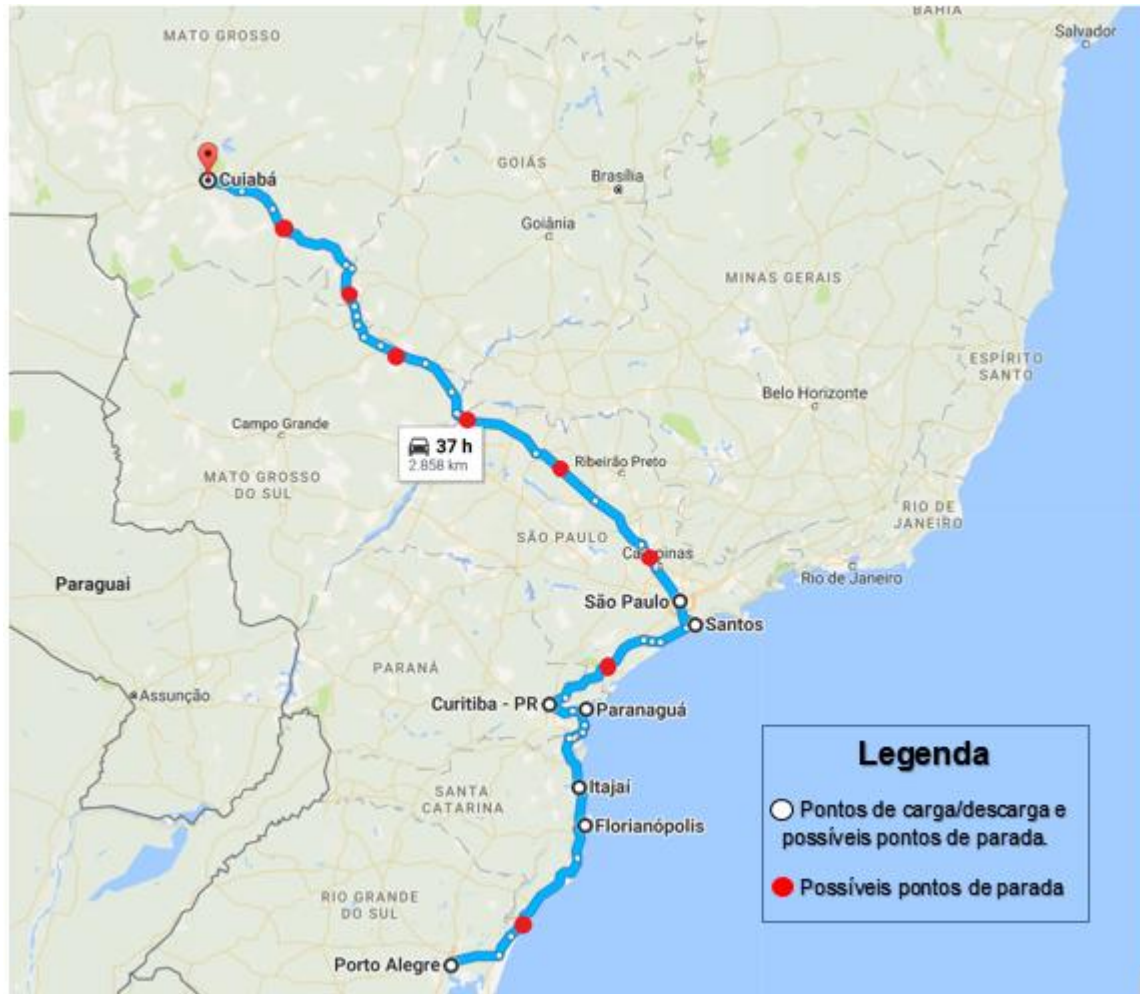 BAHIA
MATO GROSSO
Salvador
GOIÁS
Cuiabá
Brasília
Goiânia
MINAS GERAIS
ESPÍRITO
SANTO
Belo Horizonte
Campo Grande
37 h
2.858 km
Ribeirão Preto
MATO GROSSO
DO SUL
RIO DE
JANEIRO
SÃO PAULO
Campinas
Rio de Janeiro
Paraguai
São Paulo
Santos
PARANÁ
Assunção
Curitiba - PR
Paranaguá
Legenda
Itajaí
SANTA
CATARINA
Pontos de carga/descarga e
possíveis pontos de parada.
Florianópolis
Possíveis pontos de parada
RIO GRANDE
DO SUL
Porto Alegre